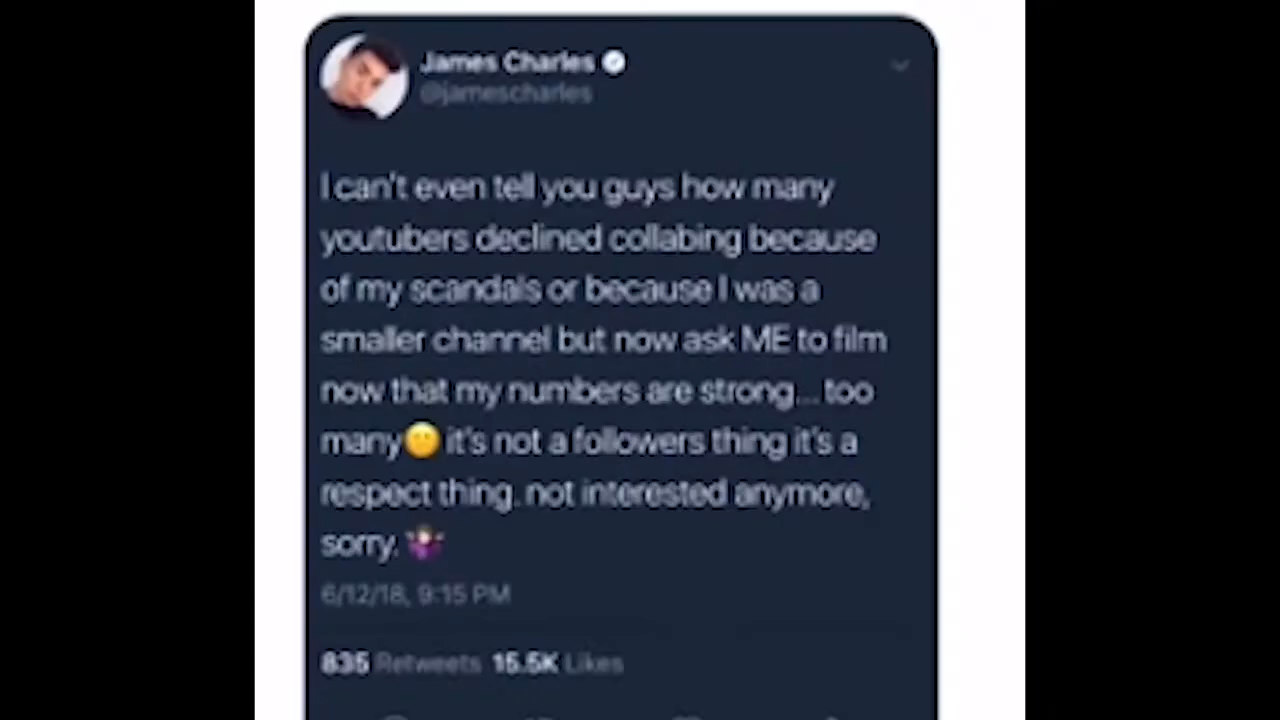 James Charles
@jamescharles
I can't even tell you guys how many
youtubers declined collabing because
of my scandals or because I was a
smaller channel but now ask ME to film
now that my numbers are strong... too
many😶 it's not a followers thing it's a
respect thing. not interested anymore,
sorry. 🤷🏻‍♂️
6/12/18, 9:15 PM
835 Retweets 15.5K Likes